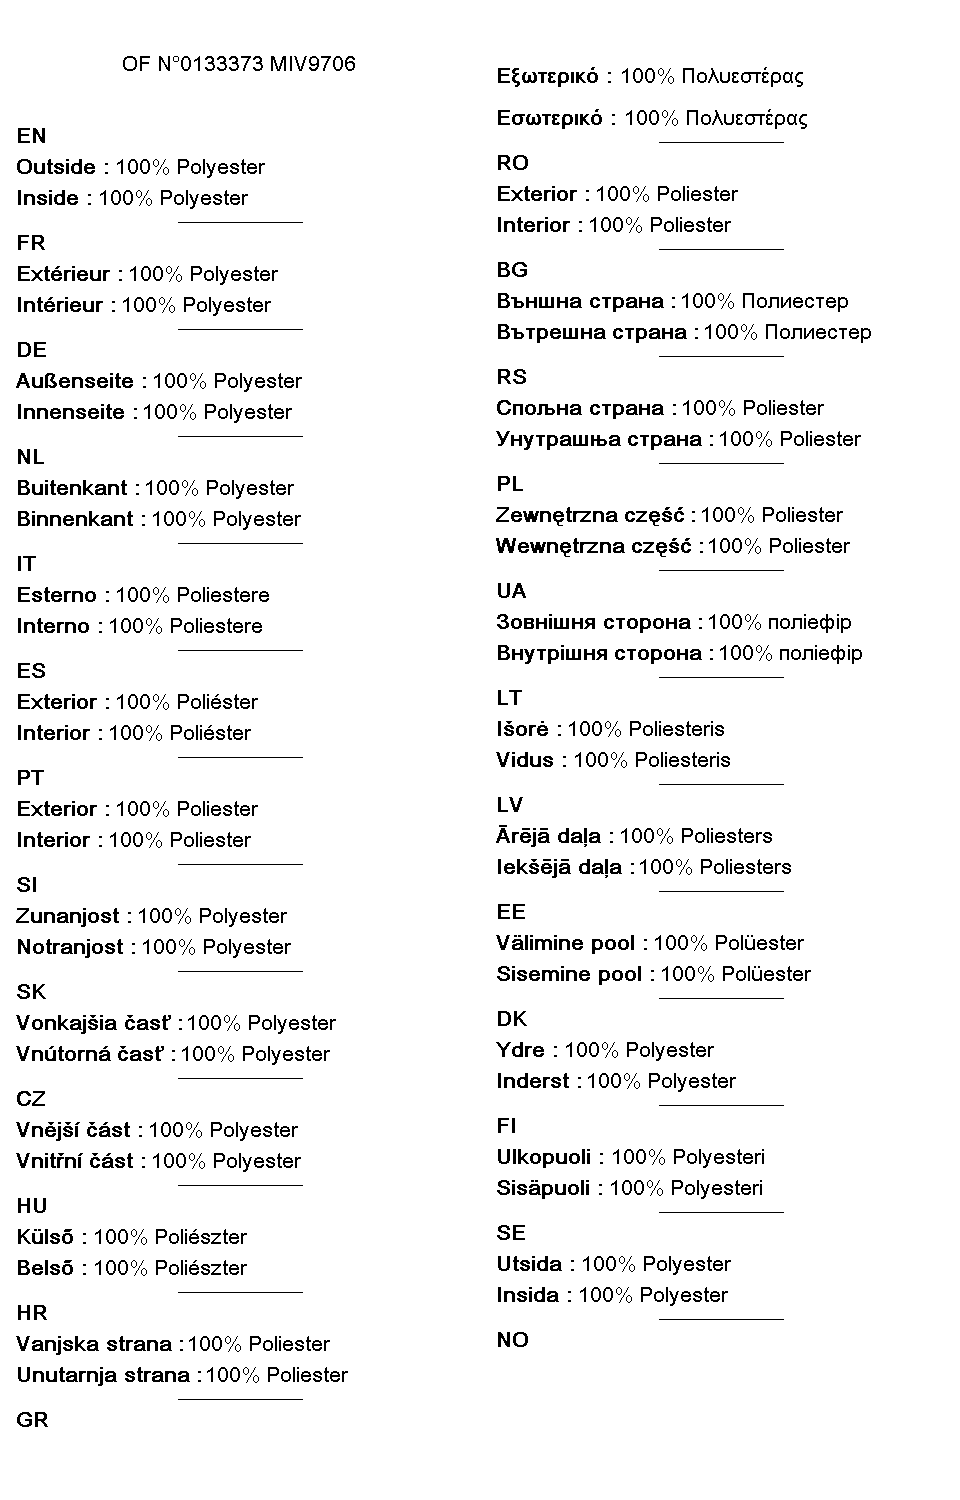 OF N°0133373 MIV9706
EN
Outside : 100% Polyester
Inside : 100% Polyester
FR
Extérieur : 100% Polyester
Intérieur : 100% Polyester
DE
Außenseite : 100% Polyester
Innenseite : 100% Polyester
NL
Buitenkant : 100% Polyester
Binnenkant : 100% Polyester
IT
Esterno : 100% Poliestere
Interno : 100% Poliestere
ES
Exterior : 100% Poliéster
Interior : 100% Poliéster
PT
Exterior : 100% Poliester
Interior : 100% Poliester
SI
Zunanjost : 100% Polyester
Notranjost : 100% Polyester
SK
Vonkajšia časť : 100% Polyester
Vnútorná časť : 100% Polyester
CZ
Vnější část : 100% Polyester
Vnitřní část : 100% Polyester
HU
Külsõ : 100% Poliészter
Belsõ : 100% Poliészter
HR
Vanjska strana : 100% Poliester
Unutarnja strana : 100% Poliester
GR
Εξωτερικό : 100% Πολυεστέρας
Εσωτερικό : 100% Πολυεστέρας
RO
Exterior : 100% Poliester
Interior : 100% Poliester
BG
Външна страна : 100% Полиестер
Вътрешна страна : 100% Полиестер
RS
Спољна страна : 100% Poliester
Унутрашња страна : 100% Poliester
PL
Zewnętrzna część : 100% Poliester
Wewnętrzna część : 100% Poliester
UA
Зовнішня сторона : 100% поліефір
Внутрішня сторона : 100% поліефір
LT
Išorė : 100% Poliesteris
Vidus : 100% Poliesteris
LV
Ārējā daļa : 100% Poliesters
Iekšējā daļa : 100% Poliesters
EE
Välimine pool : 100% Polüester
Sisemine pool : 100% Polüester
DK
Ydre : 100% Polyester
Inderst : 100% Polyester
FI
Ulkopuoli : 100% Polyesteri
Sisäpuoli : 100% Polyesteri
SE
Utsida : 100% Polyester
Insida : 100% Polyester
NO